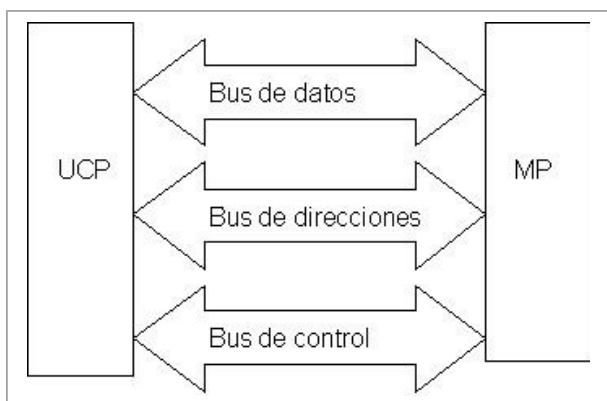 Bus de datos
UCP
MP
Bus de direcciones
Bus de control